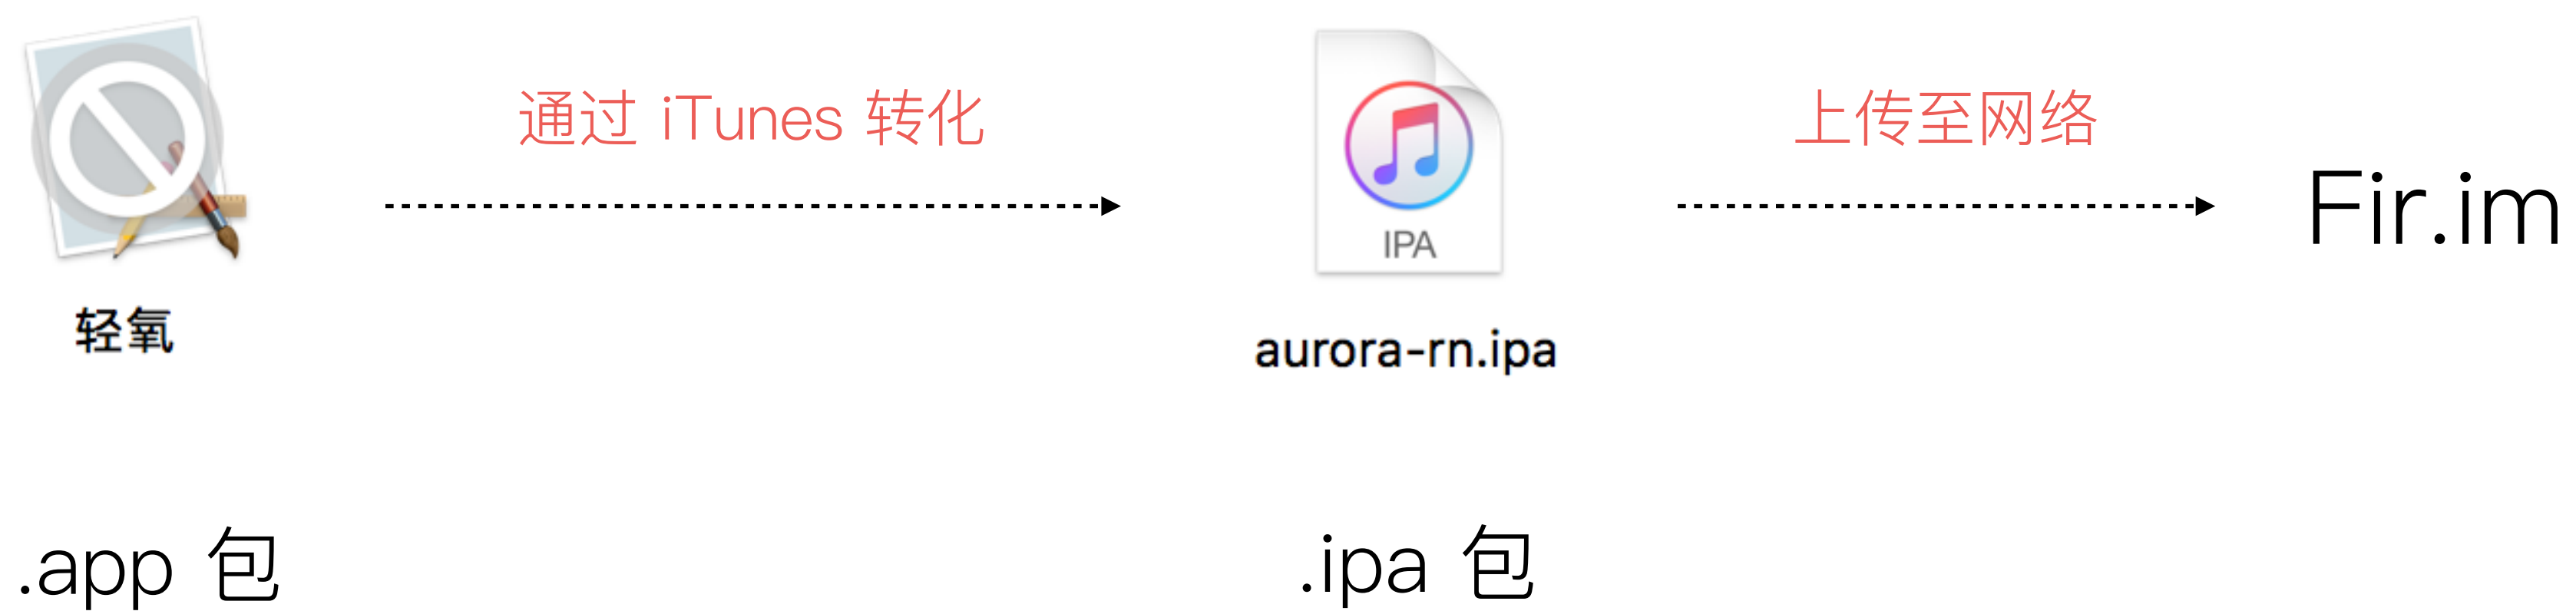 通过 iTunes 转化
上传至网络
Fir.im
IPA
轻氧
aurora-rn.ipa
.app 包
.ipa 包